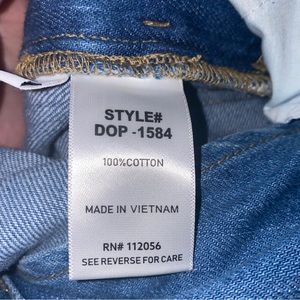 STYLE#
DOP -1584
100%COTTON
MADE IN VIETNAM
RN# 112056
SEE REVERSE FOR CARE